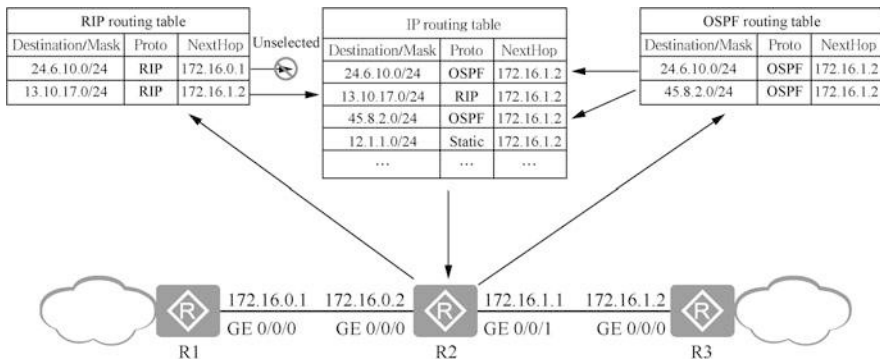 RIP routing table
Destination/Mask Proto NextHop
24.6.10.0/24 RIP 172.16.0.1
13.10.17.0/24 RIP 172.16.1.2
Unselected
IP routing table
Destination/Mask Proto NextHop
24.6.10.0/24 OSPF 172.16.1.2
13.10.17.0/24 RIP 172.16.1.2
45.8.2.0/24 OSPF 172.16.1.2
12.1.1.0/24 Static 172.16.1.2
... ... ...
OSPF routing table
Destination/Mask Proto NextHop
24.6.10.0/24 OSPF 172.16.1.2
45.8.2.0/24 OSPF 172.16.1.2
R 172.16.0.1 172.16.0.2 R 172.16.1.1 172.16.1.2 R
GE 0/0/0 GE 0/0/0 GE 0/0/1 GE 0/0/0
R1 R2 R3